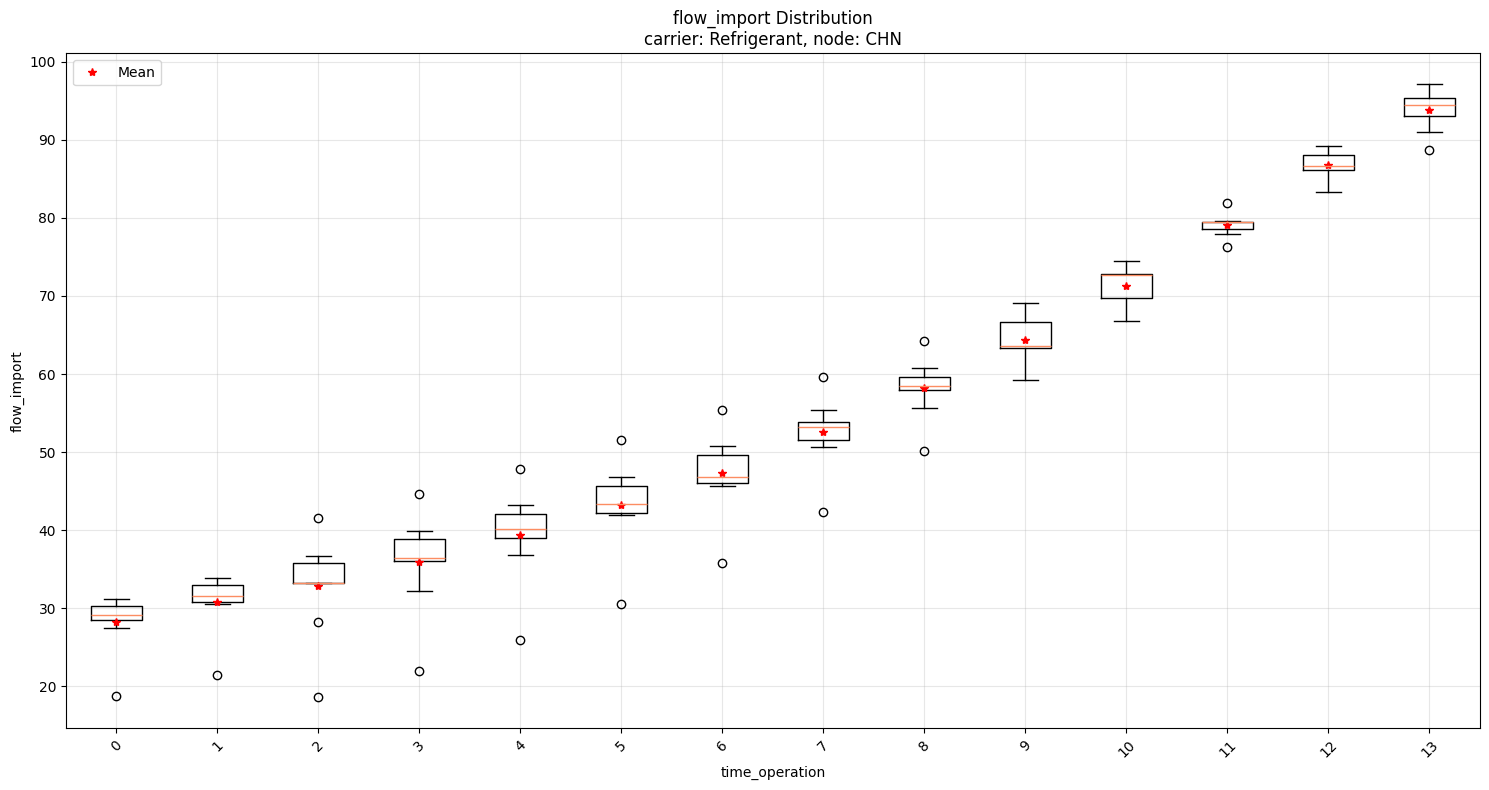 flow_import Distribution
carrier: Refrigerant, node: CHN
Mean
flow_import
100
90
80
70
60
50
40
30
20
0 1 2 3 4 5 6 7 8 9 10 11 12 13
time_operation